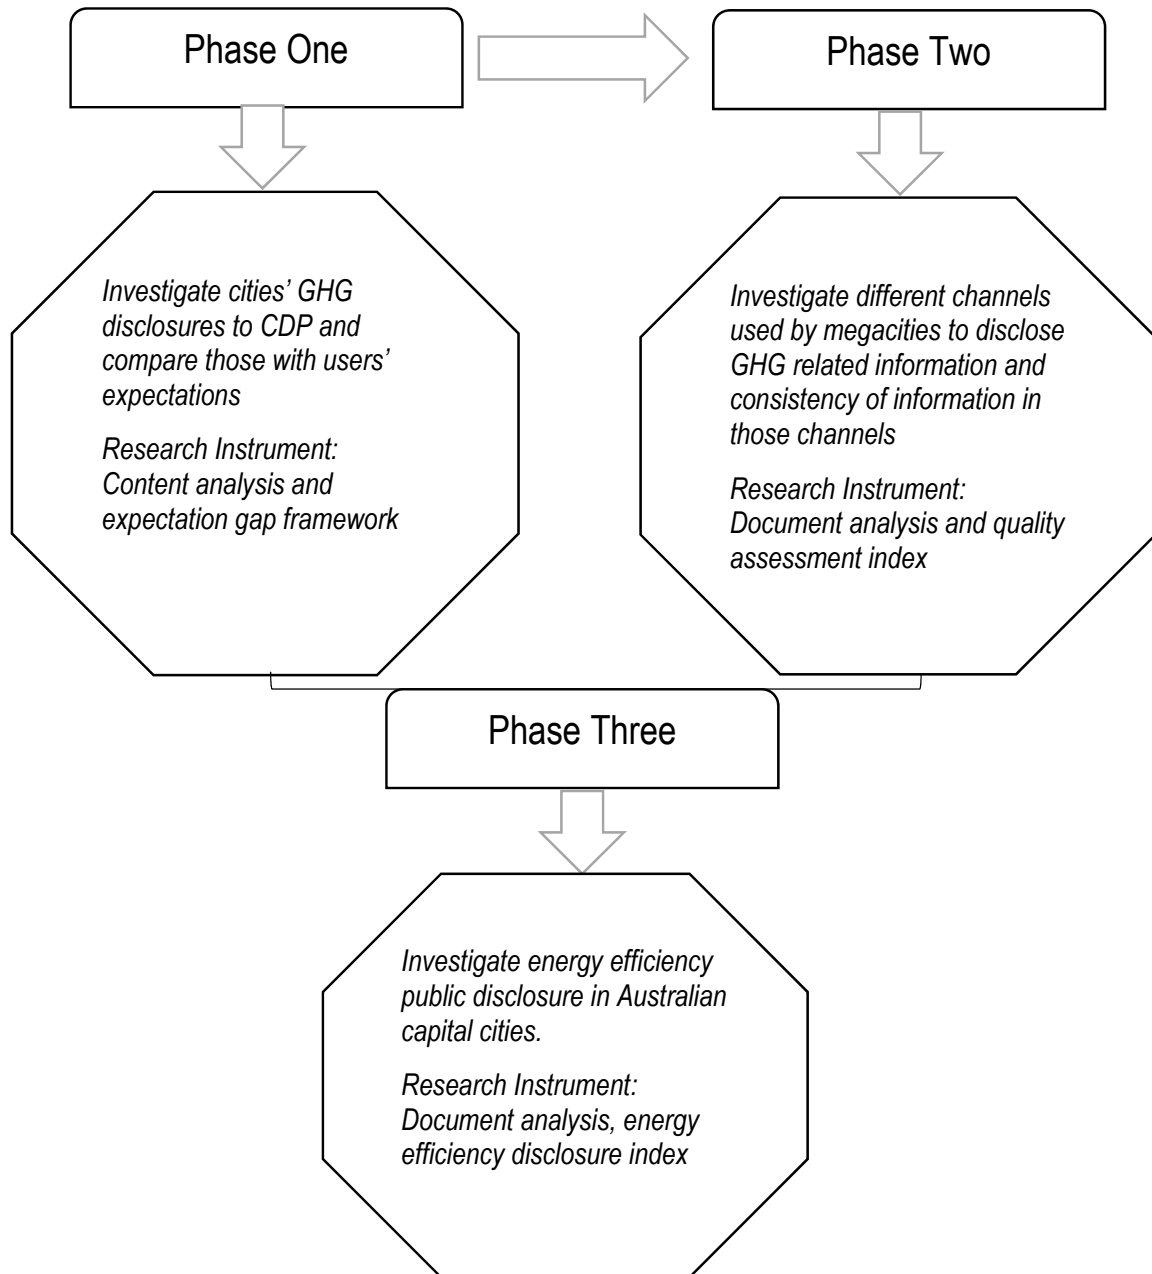 Phase One
Phase Two
Investigate cities’ GHG
disclosures to CDP and
compare those with users’
expectations
Research Instrument:
Content analysis and
expectation gap framework
Investigate different channels
used by megacities to disclose
GHG related information and
consistency of information in
those channels
Research Instrument:
Document analysis and quality
assessment index
Phase Three
Investigate energy efficiency
public disclosure in Australian
capital cities.
Research Instrument:
Document analysis, energy
efficiency disclosure index